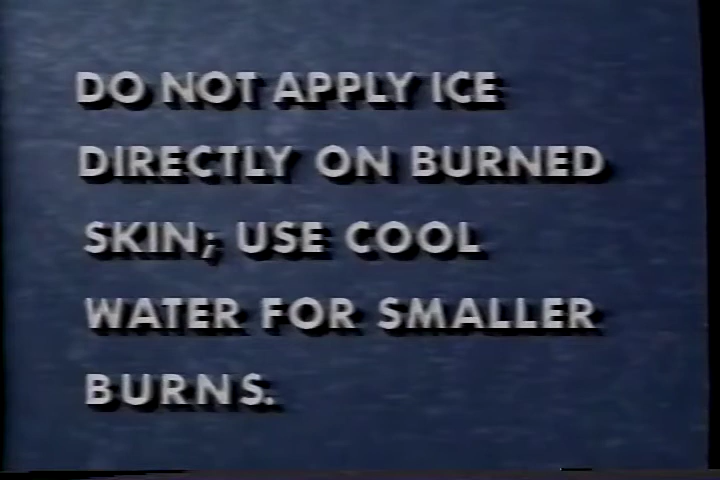 DO NOT APPLY ICE
DIRECTLY ON BURNED
SKIN; USE COOL
WATER FOR SMALLER
BURNS.